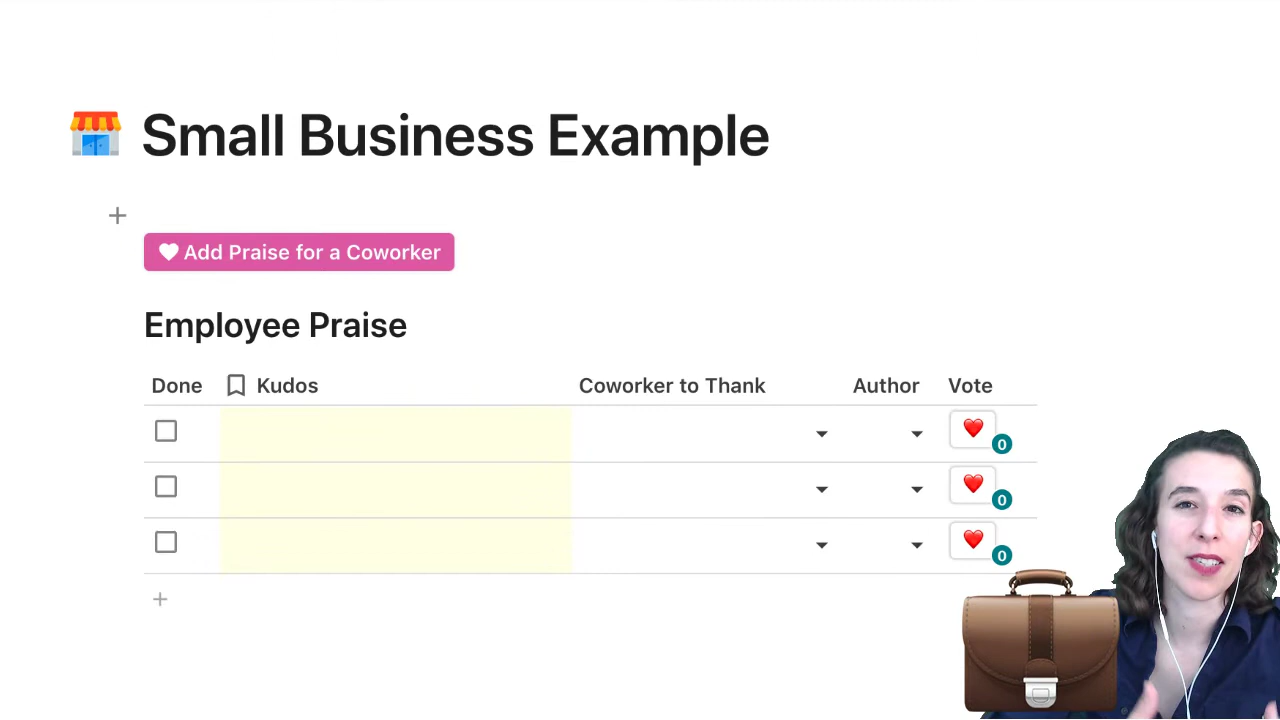 Small Business Example
Add Praise for a Coworker
Employee Praise
Done Kudos Coworker to Thank Author Vote
0
0
0